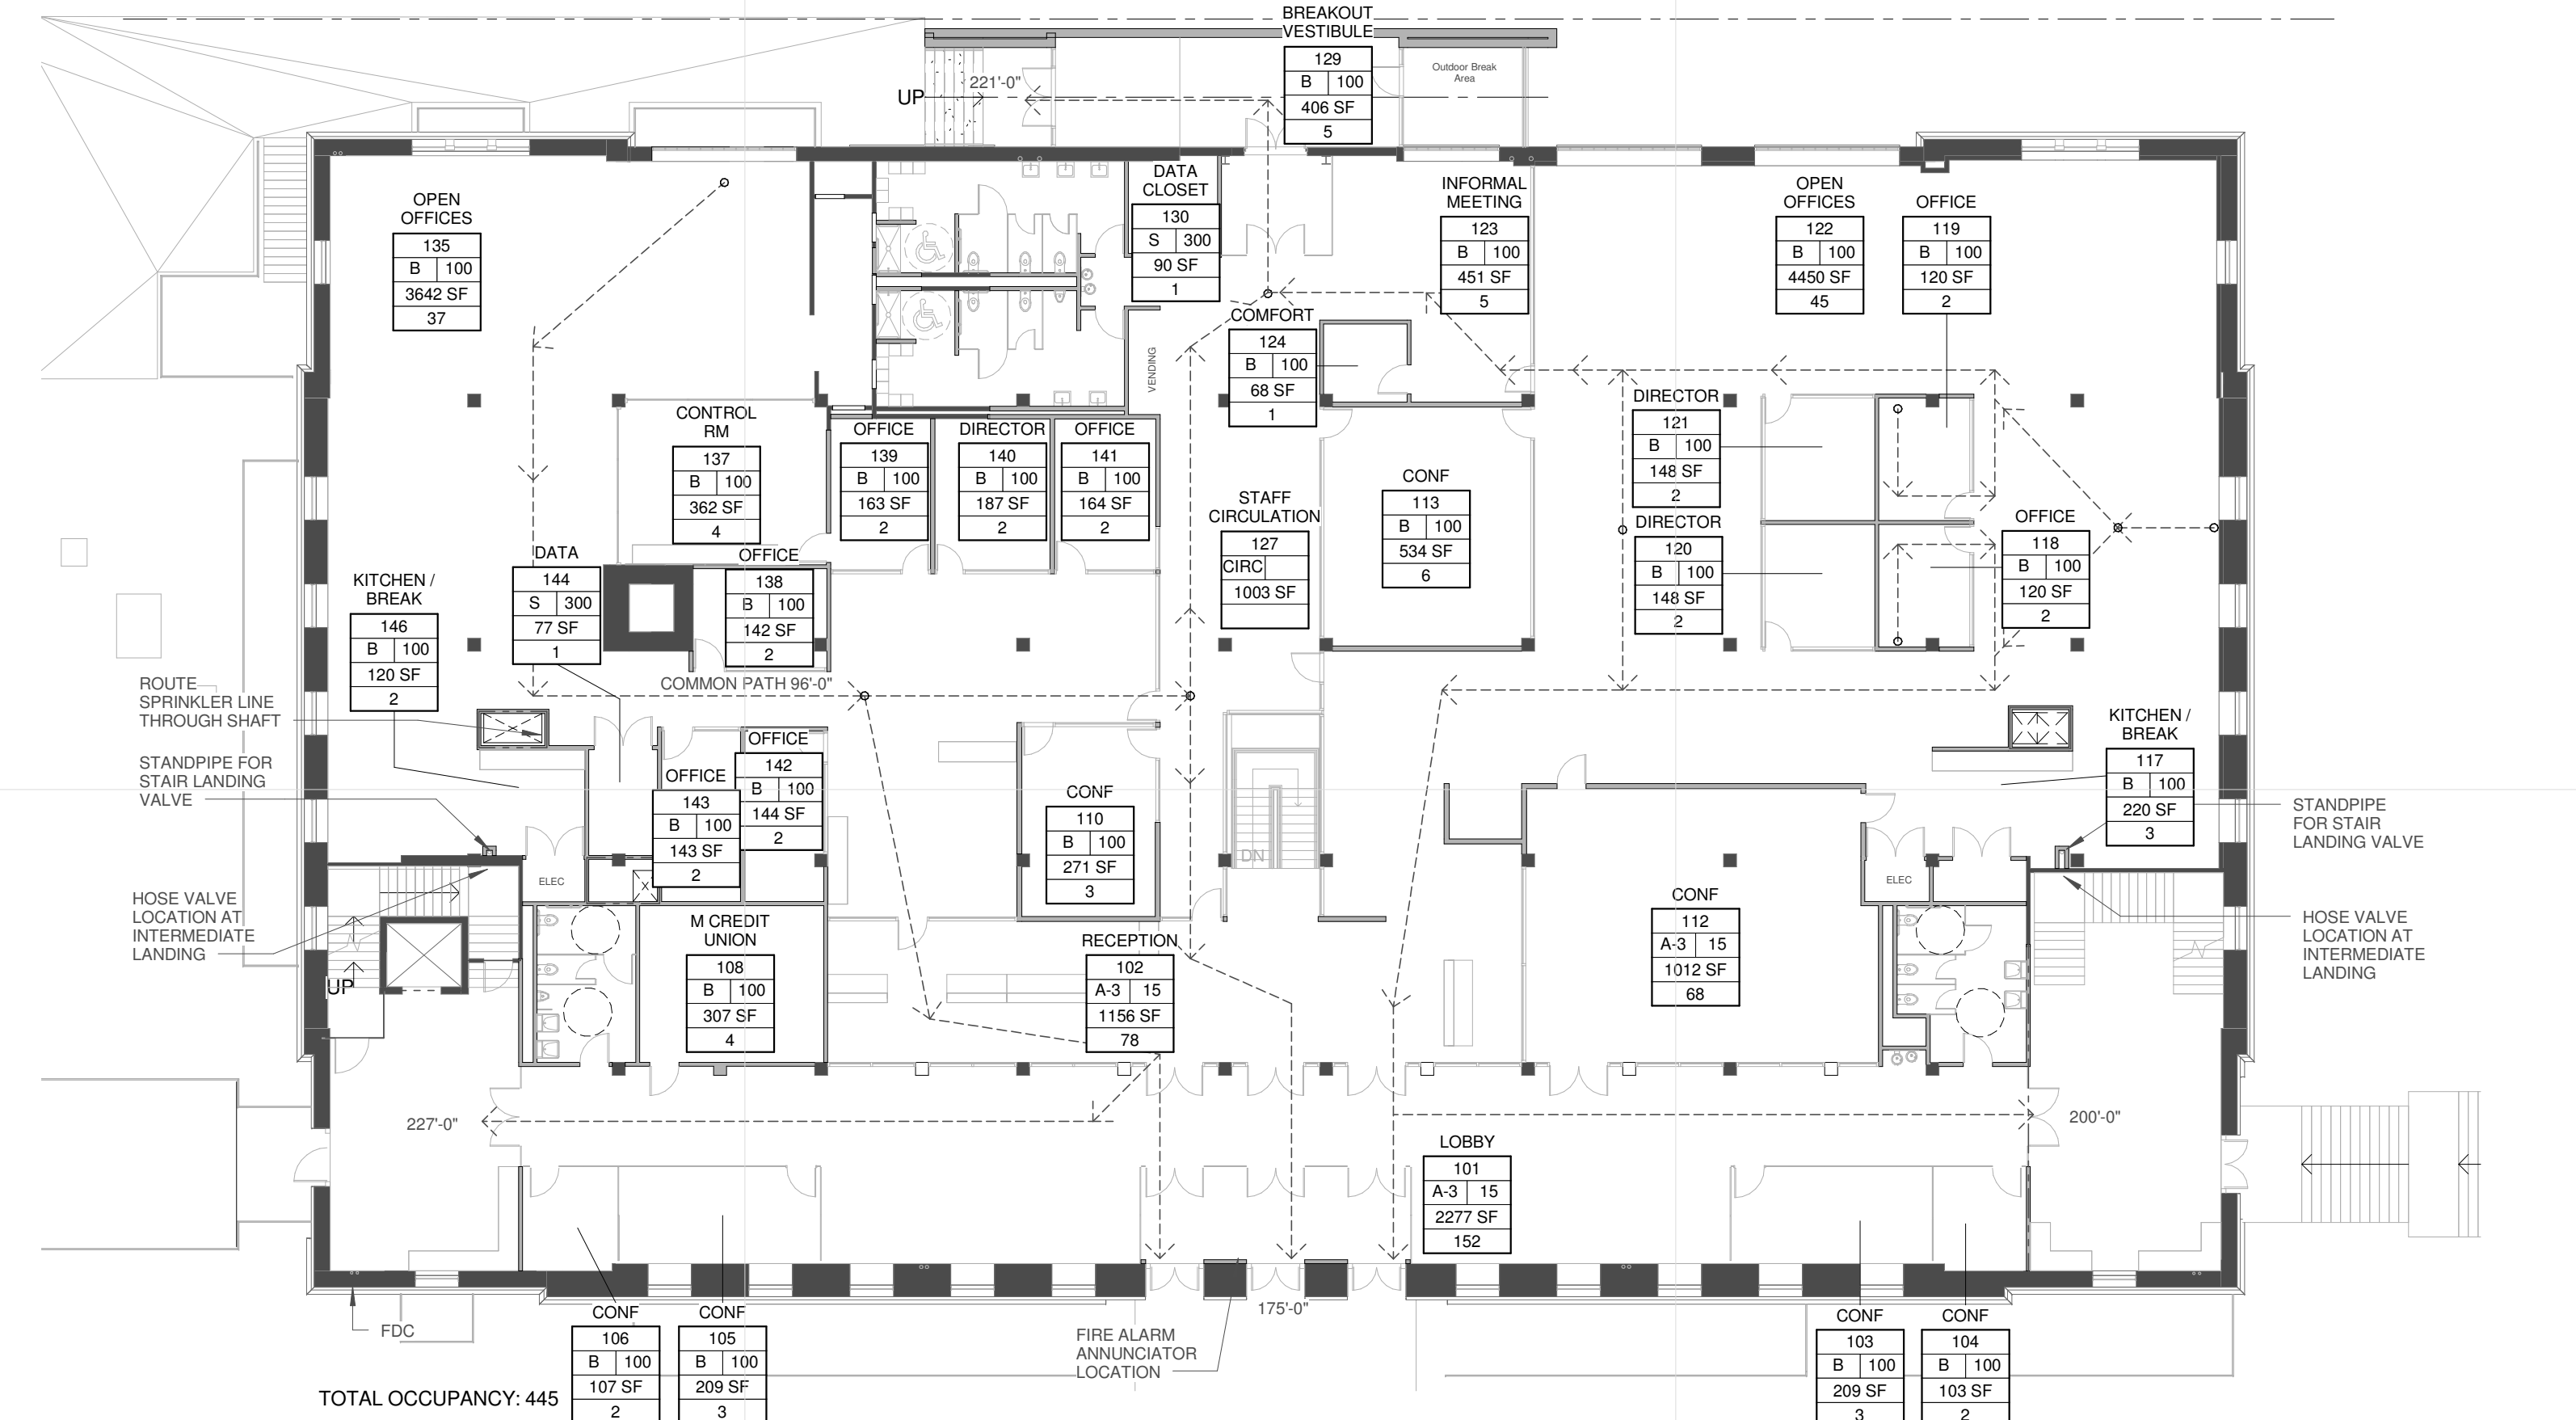 BREAKOUT
VESTIBULE
129
B 100
406 SF
5
Outdoor Break
Area
221'-0"
UP
OPEN
OFFICES
135
B 100
3642 SF
37
DATA
CLOSET
130
S 300
90 SF
1
INFORMAL
MEETING
123
B 100
451 SF
5
OPEN
OFFICES
122
B 100
4450 SF
45
OFFICE
119
B 100
120 SF
2
COMFORT
124
B 100
68 SF
1
VENDING
CONTROL
RM
137
B 100
362 SF
4
OFFICE
139
B 100
163 SF
2
DIRECTOR
140
B 100
187 SF
2
OFFICE
141
B 100
164 SF
2
DIRECTOR
121
B 100
148 SF
2
STAFF
CIRCULATION
127
CIRC
1003 SF
CONF
113
B 100
534 SF
6
DIRECTOR
120
B 100
148 SF
2
OFFICE
118
B 100
120 SF
2
DATA
144
S 300
77 SF
1
OFFICE
138
B 100
142 SF
2
KITCHEN /
BREAK
146
B 100
120 SF
2
COMMON PATH 96'-0"
ROUTE
SPRINKLER LINE
THROUGH SHAFT
STANDPIPE FOR
STAIR LANDING
VALVE
OFFICE
142
B 100
144 SF
2
OFFICE
143
B 100
143 SF
2
CONF
110
B 100
271 SF
3
DN
KITCHEN /
BREAK
117
B 100
220 SF
3
STANDPIPE
FOR STAIR
LANDING VALVE
ELEC
X
ELEC
HOSE VALVE
LOCATION AT
INTERMEDIATE
LANDING
UP
M CREDIT
UNION
108
B 100
307 SF
4
RECEPTION
102
A-3 15
1156 SF
78
CONF
112
A-3 15
1012 SF
68
HOSE VALVE
LOCATION AT
INTERMEDIATE
LANDING
227'-0"
200'-0"
LOBBY
101
A-3 15
2277 SF
152
175'-0"
FDC
FIRE ALARM
ANNUNCIATOR
LOCATION
CONF
106
B 100
107 SF
2
CONF
105
B 100
209 SF
3
CONF
103
B 100
209 SF
3
CONF
104
B 100
103 SF
2
TOTAL OCCUPANCY: 445